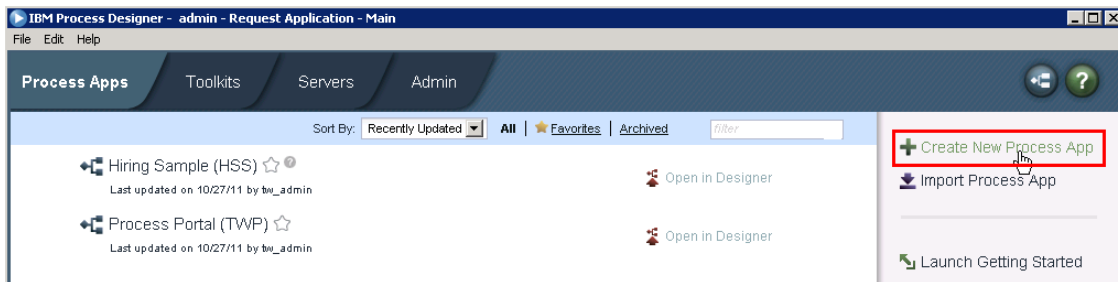 IBM Process Designer - admin - Request Application - Main
File Edit Help
Process Apps Toolkits Servers Admin
?
Sort By: Recently Updated All | Favorites | Archived filter
Create New Process App
Hiring Sample (HSS) ?
Open in Designer
Import Process App
Last updated on 10/27/11 by tw_admin
Process Portal (TWP)
Open in Designer
Last updated on 10/27/11 by tw_admin
Launch Getting Started